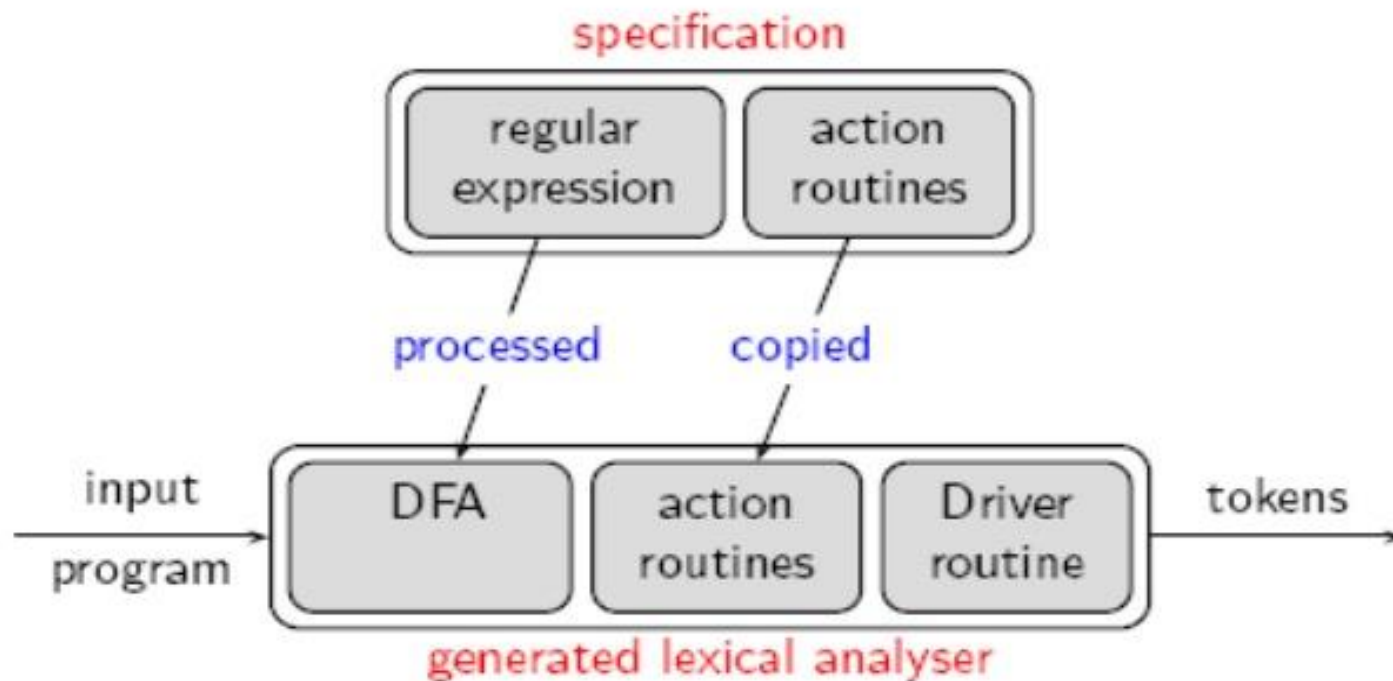 specification
regular
expression
action
routines
processed
copied
input
program
DFA
action
routines
Driver
routine
tokens
generated lexical analyser